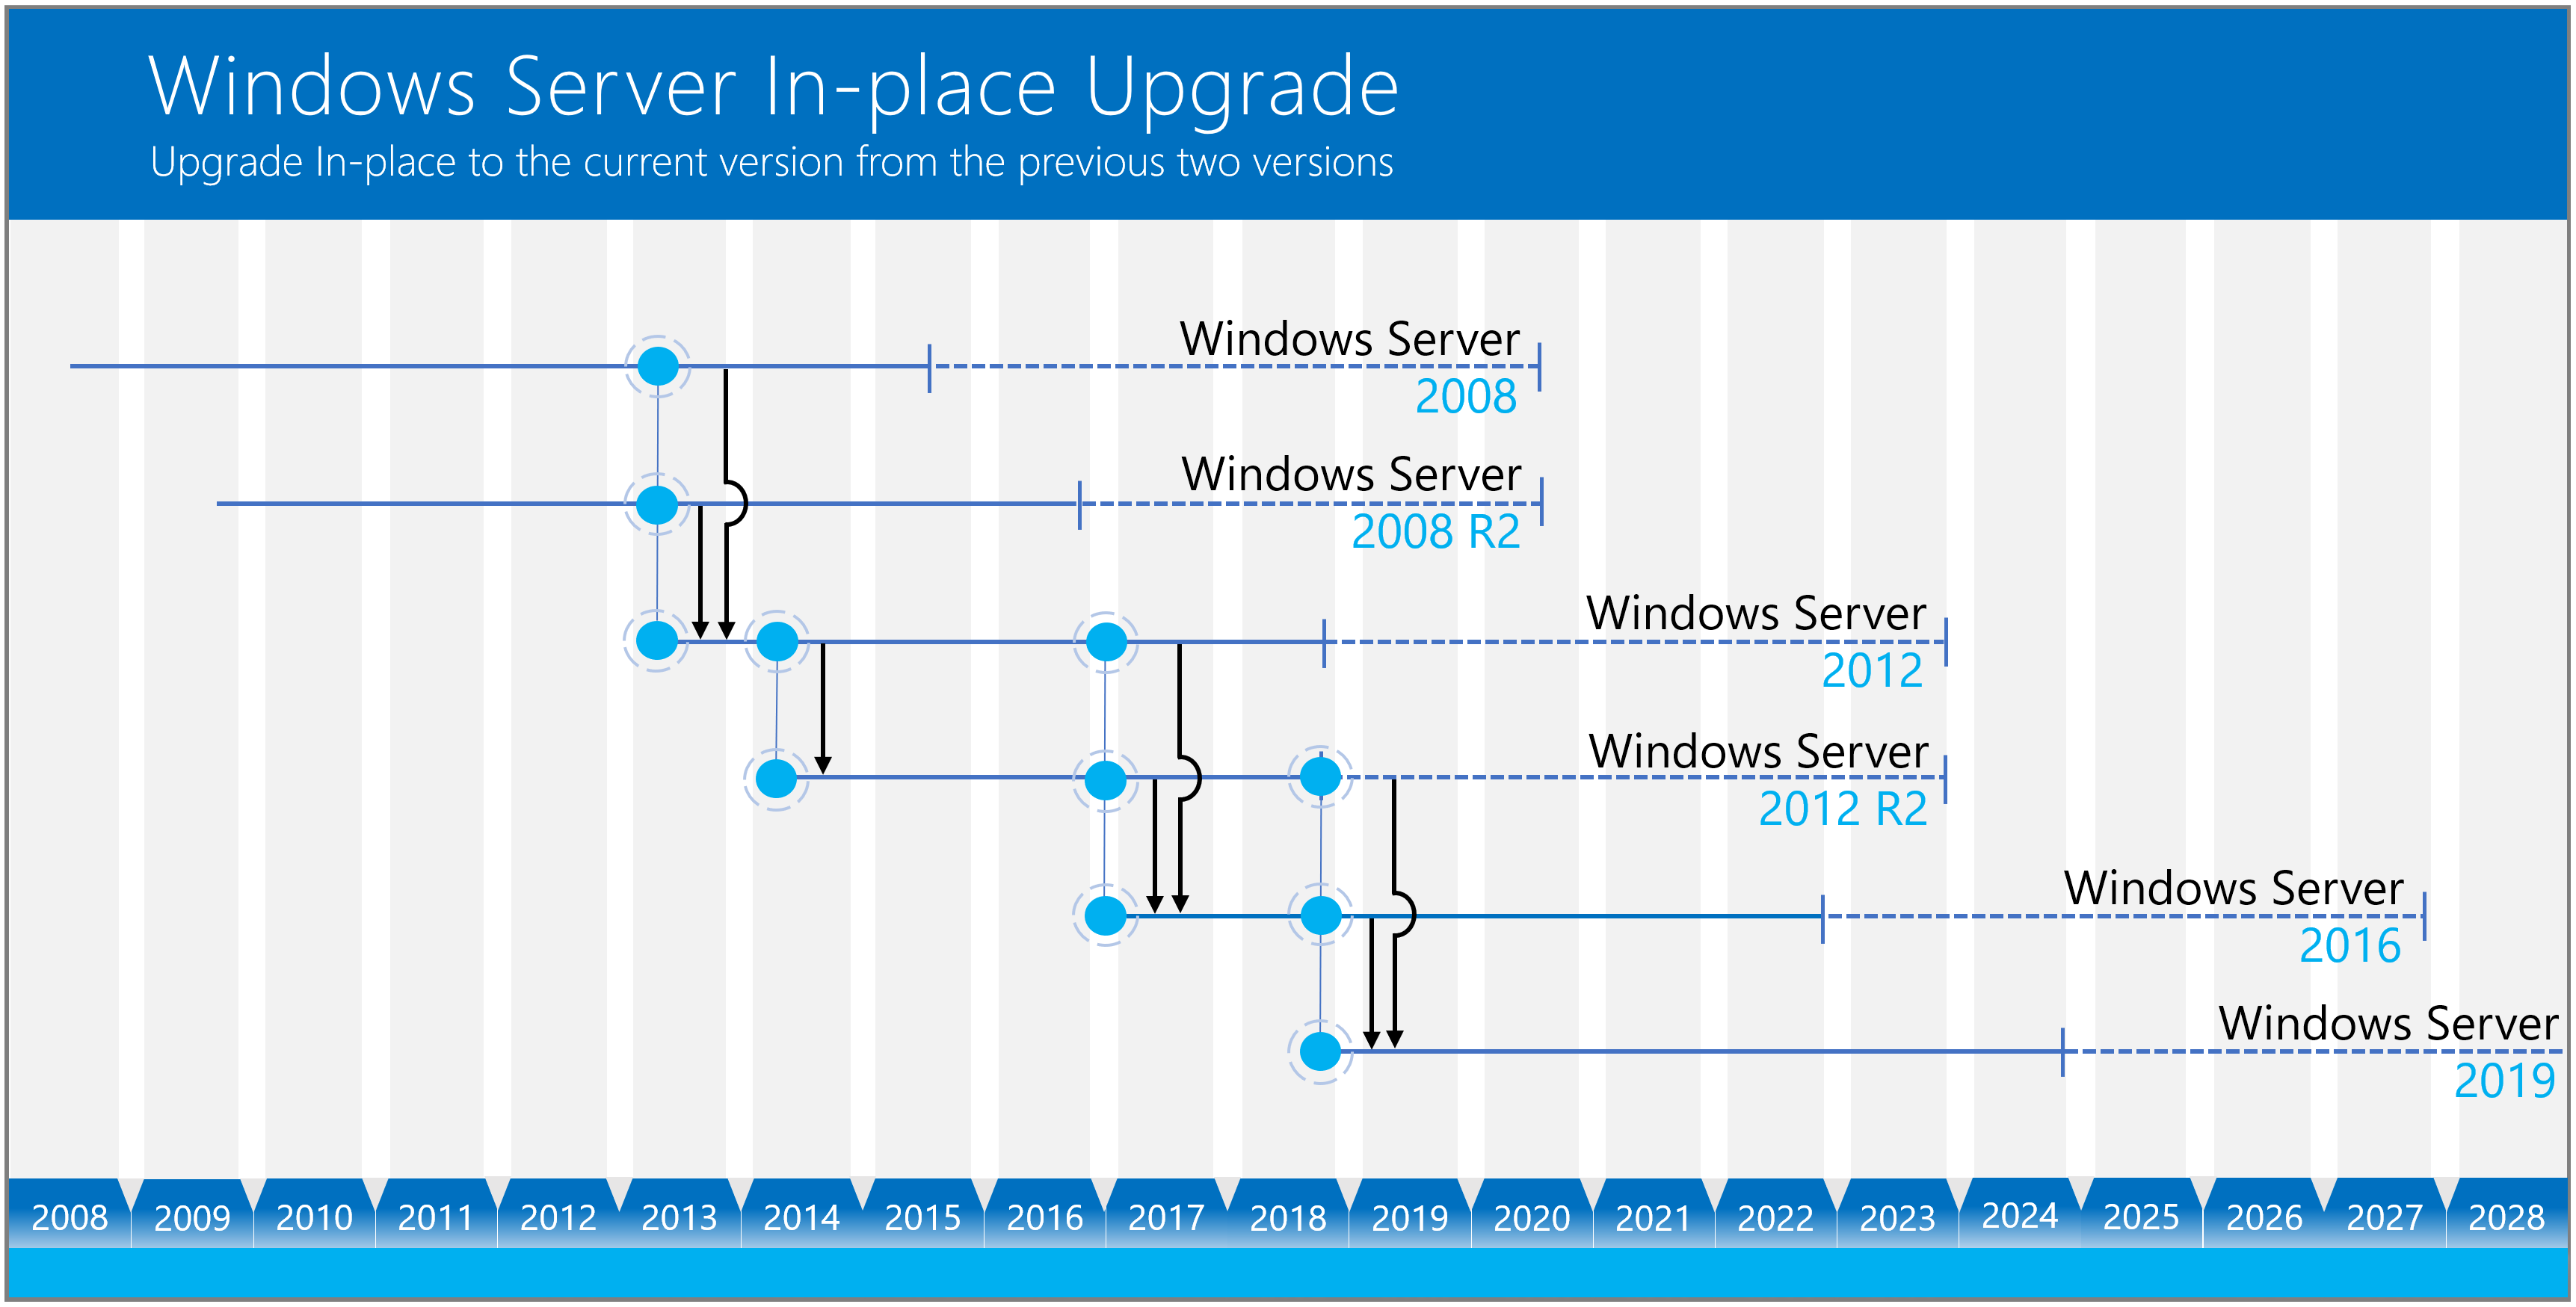 Windows Server In-place Upgrade
Upgrade In-place to the current version from the previous two versions
Windows Server
2008
Windows Server
2008 R2
Windows Server
2012
Windows Server
2012 R2
Windows Server
2016
Windows Server
2019
2008 2009 2010 2011 2012 2013 2014 2015 2016 2017 2018 2019 2020 2021 2022 2023 2024 2025 2026 2027 2028